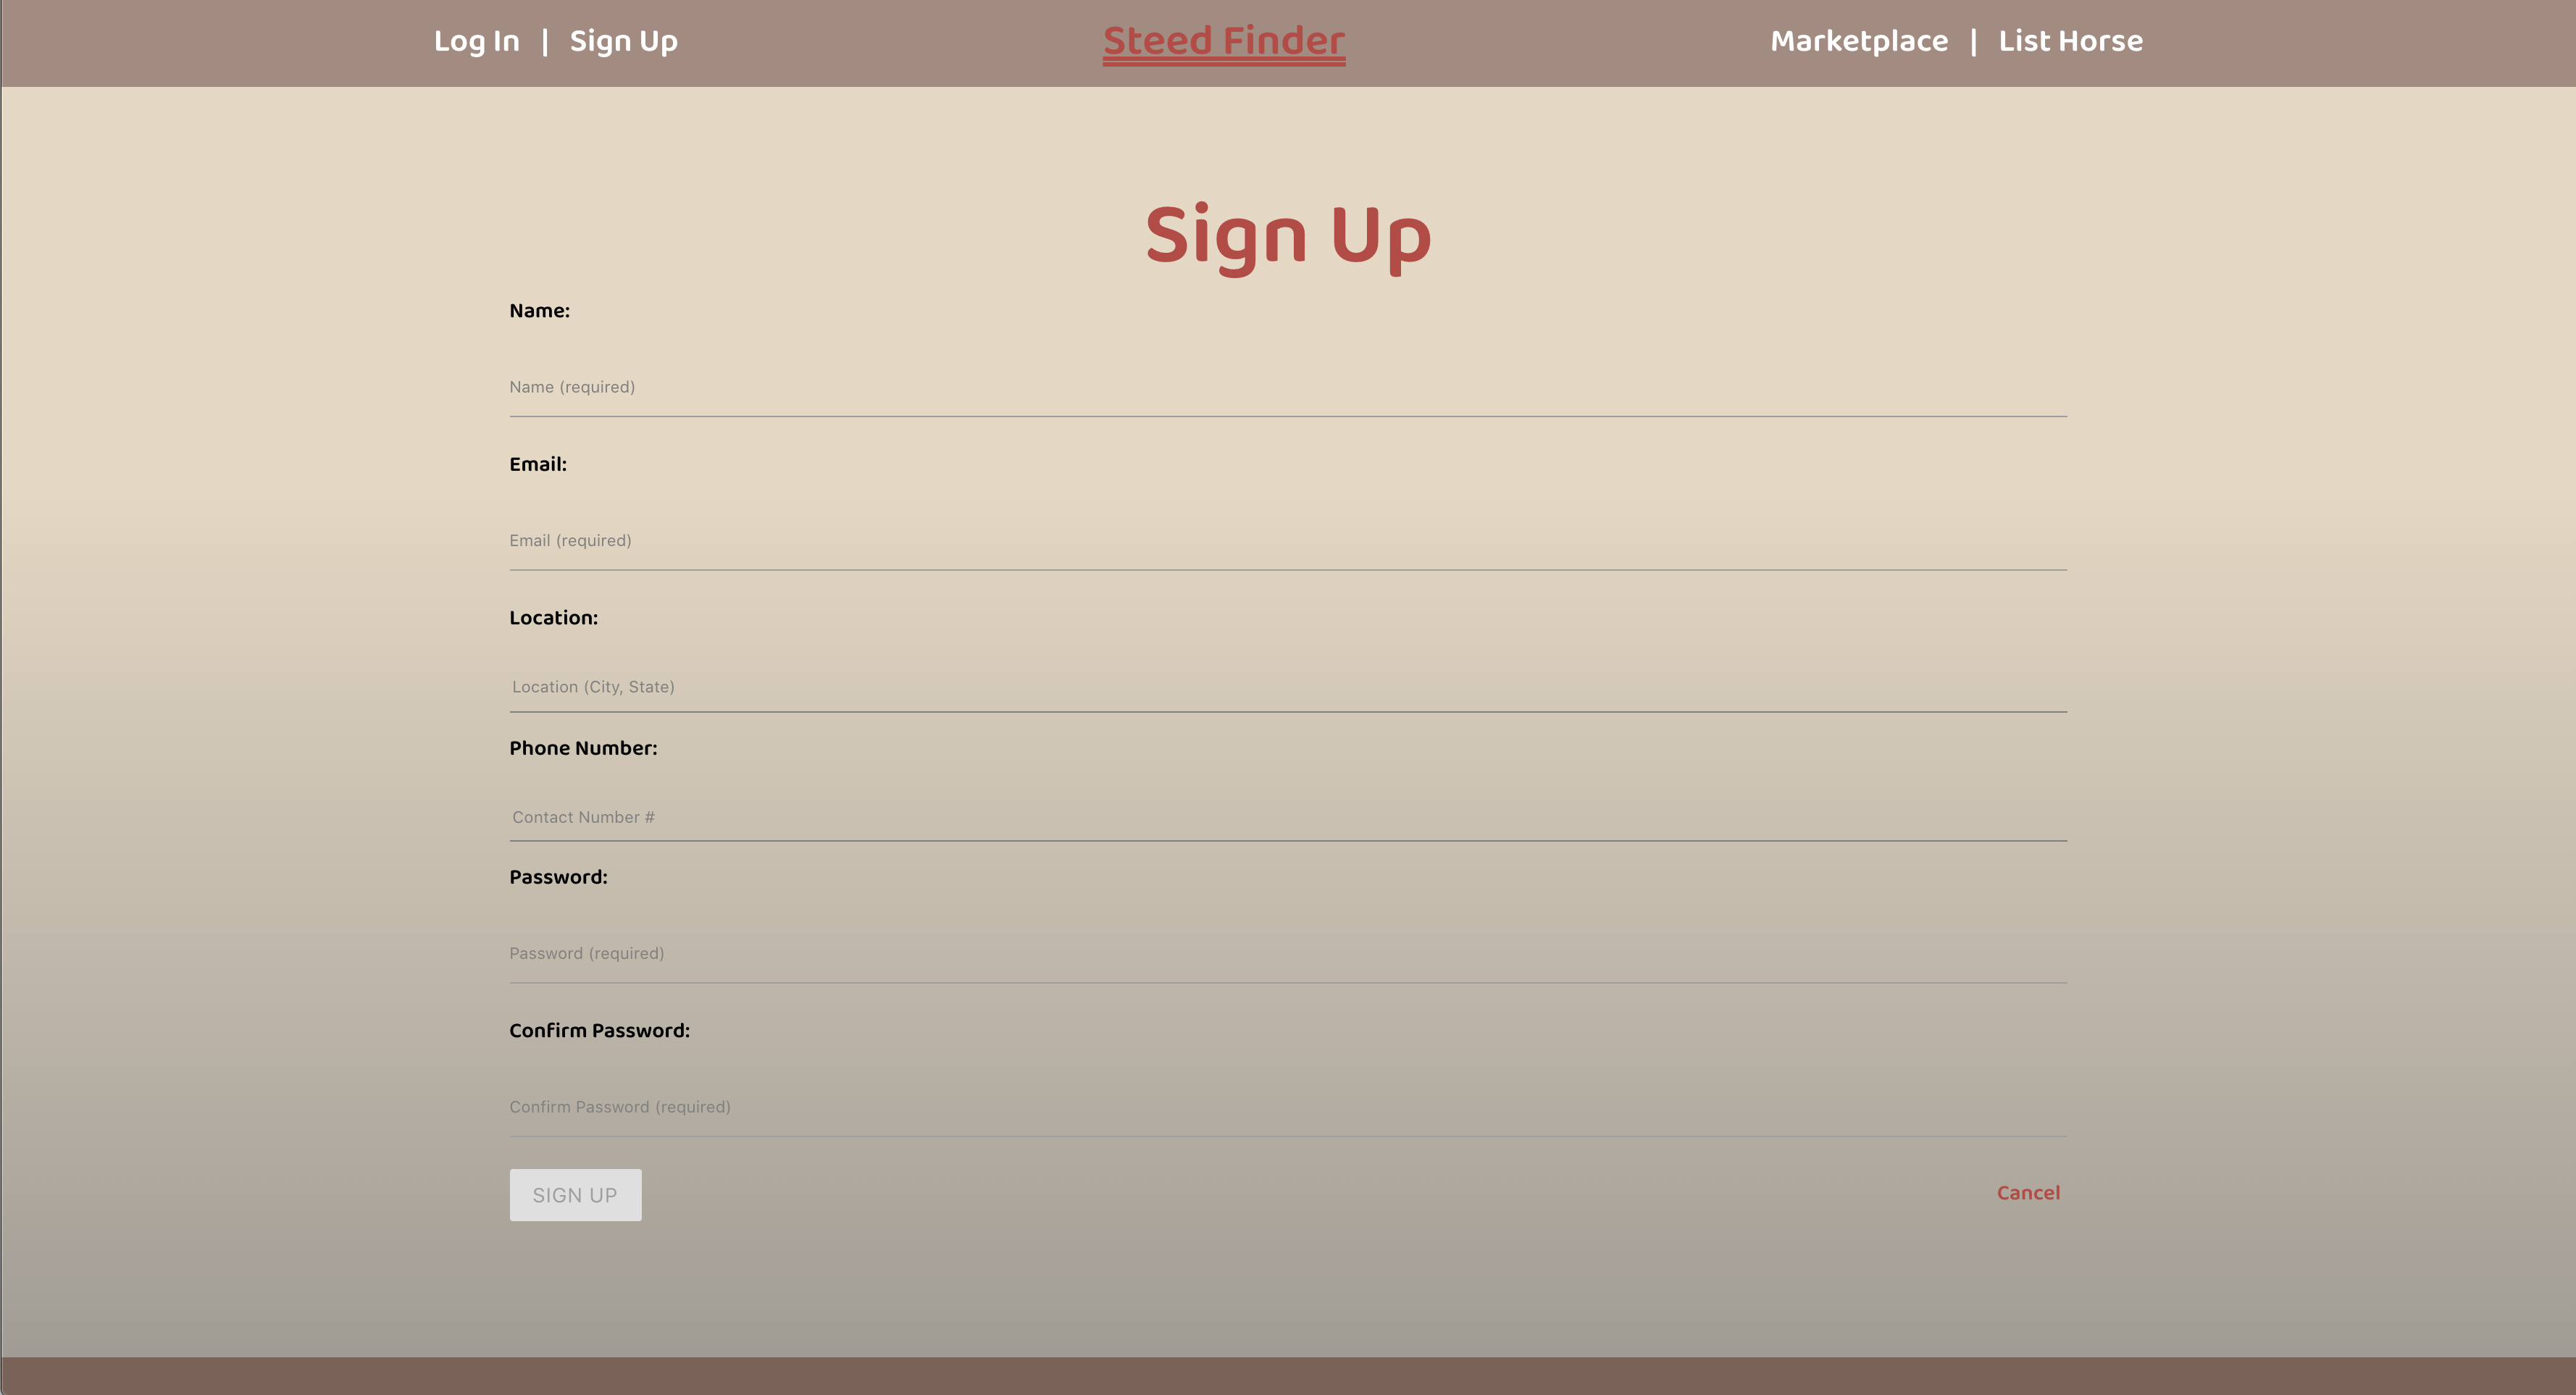 Log In | Sign Up Steed Finder Marketplace | List Horse
Sign Up
Name:
Name (required)
Email:
Email (required)
Location:
Location (City, State)
Phone Number:
Contact Number #
Password:
Password (required)
Confirm Password:
Confirm Password (required)
SIGN UP Cancel